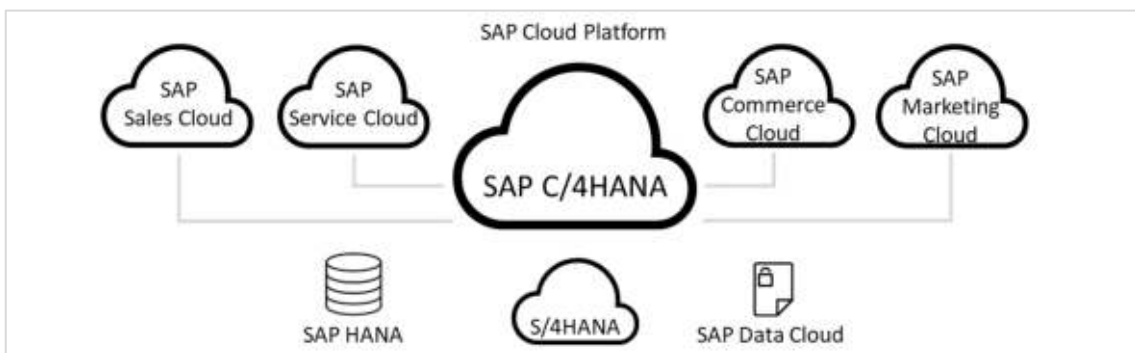 SAP Cloud Platform
SAP
Sales Cloud
SAP
Service Cloud
SAP C/4HANA
SAP
Commerce
Cloud
SAP
Marketing
Cloud
SAP HANA
S/4HANA
SAP Data Cloud